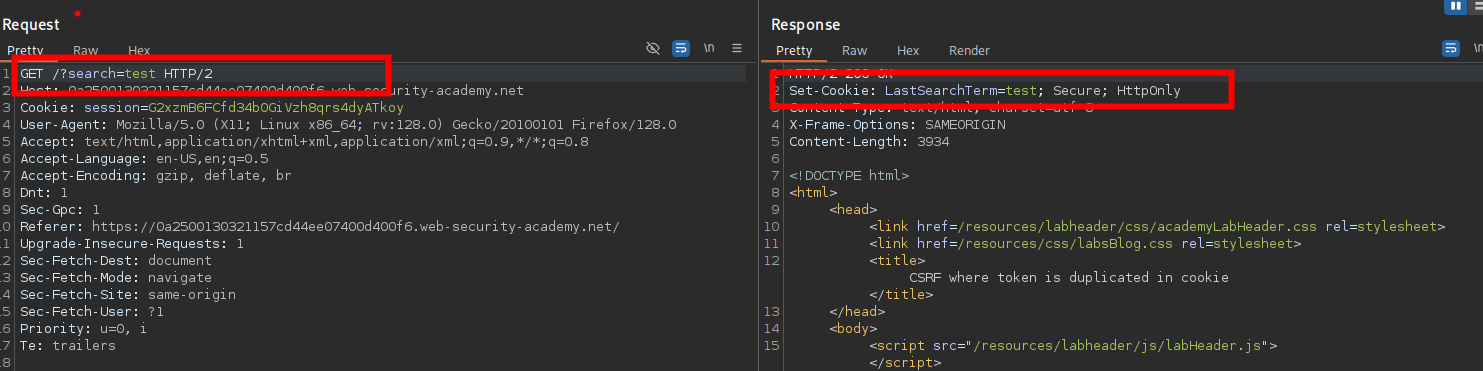 Request
Pretty Raw Hex \n
1 GET /?search=test HTTP/2
2 Host: 0a2500130321157cd44ee07400d400f6.web-security-academy.net
3 Cookie: session=G2xzmB6FCfd34b0GiVzh8qrs4dyATkoy
4 User-Agent: Mozilla/5.0 (X11; Linux x86_64; rv:128.0) Gecko/20100101 Firefox/128.0
5 Accept: text/html,application/xhtml+xml,application/xml;q=0.9,*/*;q=0.8
6 Accept-Language: en-US,en;q=0.5
7 Accept-Encoding: gzip, deflate, br
8 Dnt: 1
9 Sec-Gpc: 1
10 Referer: https://0a2500130321157cd44ee07400d400f6.web-security-academy.net/
11 Upgrade-Insecure-Requests: 1
12 Sec-Fetch-Dest: document
13 Sec-Fetch-Mode: navigate
14 Sec-Fetch-Site: same-origin
15 Sec-Fetch-User: ?1
16 Priority: u=0, i
17 Te: trailers
18
Response
Pretty Raw Hex Render \n
1 HTTP/2 200 OK
2 Set-Cookie: LastSearchTerm=test; Secure; HttpOnly
3 Content-Type: text/html; charset=utf-8
4 X-Frame-Options: SAMEORIGIN
5 Content-Length: 3934
6
7 <!DOCTYPE html>
8 <html>
9 <head>
10 <link href=/resources/labheader/css/academyLabHeader.css rel=stylesheet>
11 <link href=/resources/css/labsBlog.css rel=stylesheet>
12 <title>
CSRF where token is duplicated in cookie
</title>
13 </head>
14 <body>
15 <script src="/resources/labheader/js/labHeader.js">
</script>